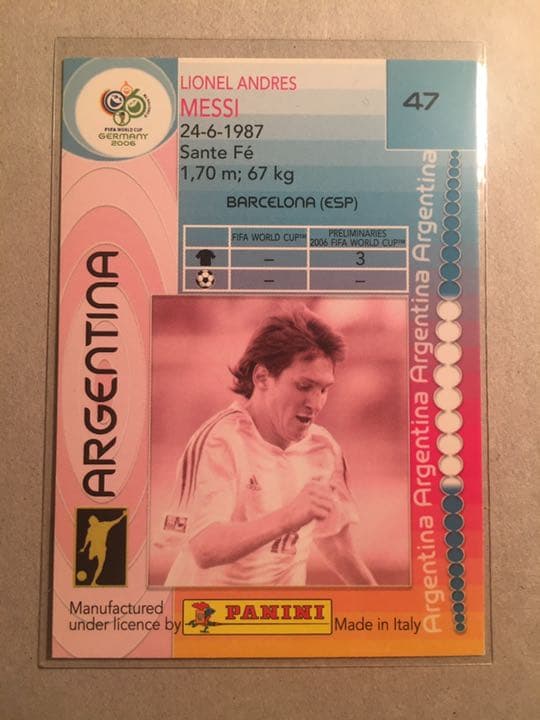 FIFA WORLD CUP
GERMANY
2006
LIONEL ANDRES
MESSI
24-6-1987
Sante Fé
1,70 m; 67 kg
BARCELONA (ESP)
47
FIFA WORLD CUP™
PRELIMINARIES
2006 FIFA WORLD CUP™
– 3
– –
ARGENTINA
Argentina Argentina Argentina Argentina
Manufactured
under licence by
PANINI
Made in Italy